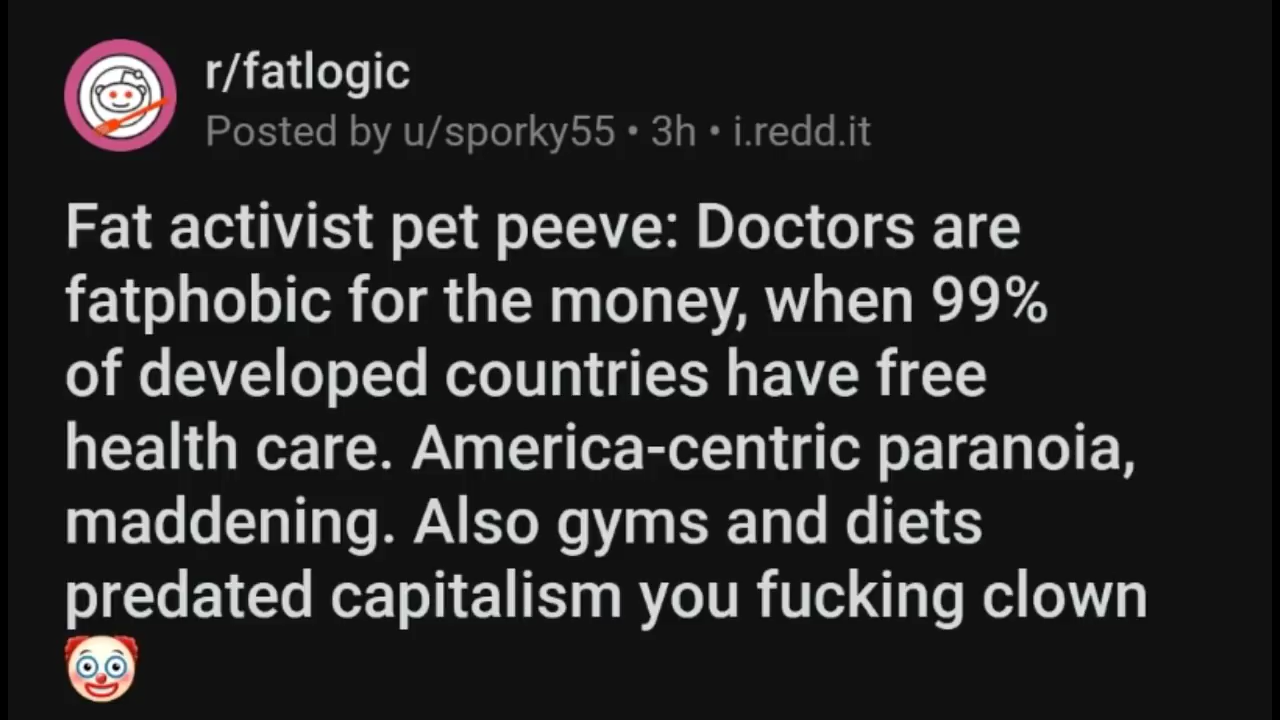 r/fatlogic
Posted by u/sporky55 • 3h • i.redd.it
Fat activist pet peeve: Doctors are
fatphobic for the money, when 99%
of developed countries have free
health care. America-centric paranoia,
maddening. Also gyms and diets
predated capitalism you fucking clown
🤡